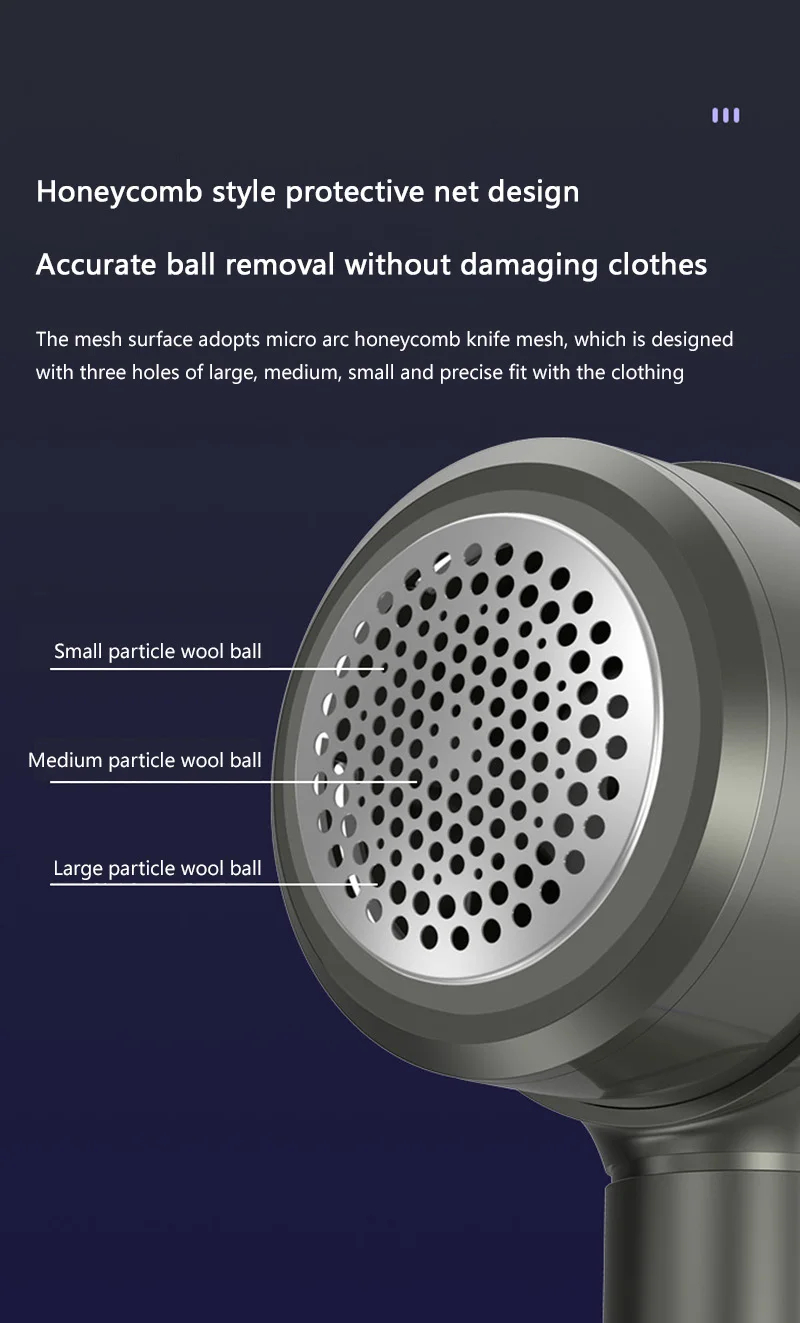 Honeycomb style protective net design
Accurate ball removal without damaging clothes
The mesh surface adopts micro arc honeycomb knife mesh, which is designed
with three holes of large, medium, small and precise fit with the clothing
Small particle wool ball
Medium particle wool ball
Large particle wool ball